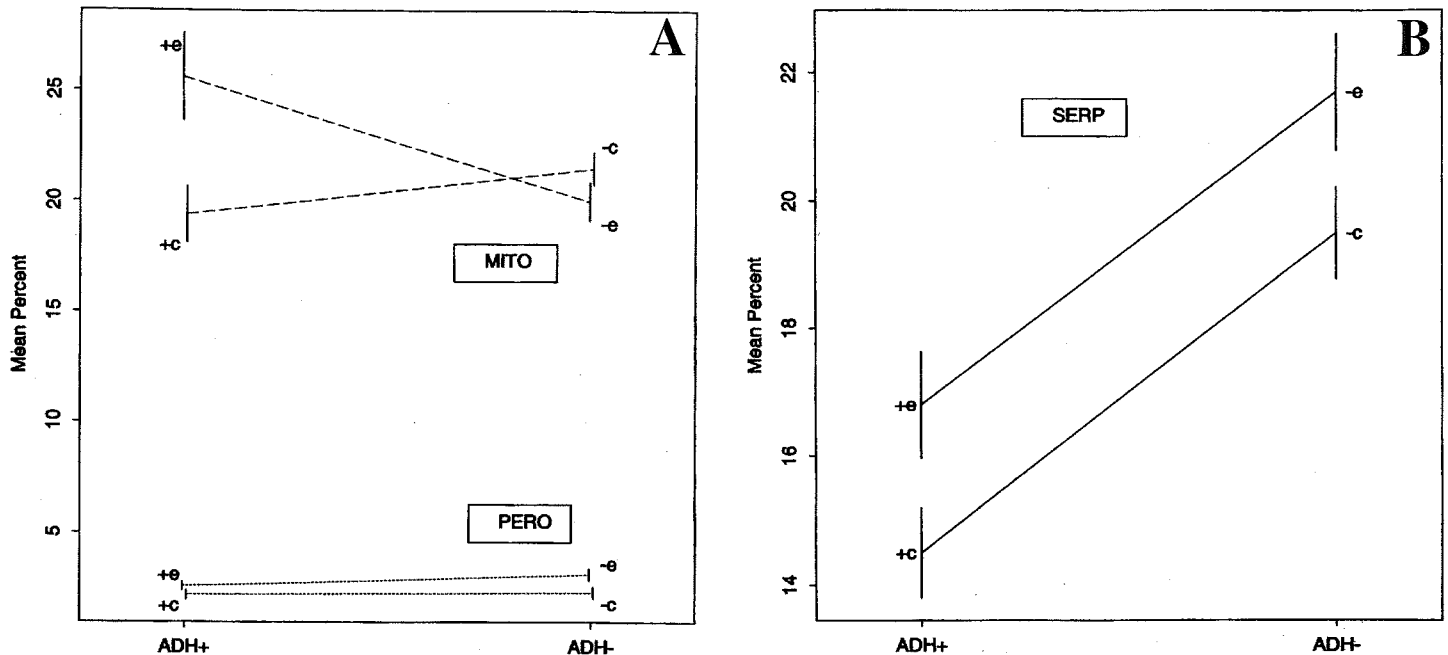 A
25
20
15
10
5
Mean Percent
+e
-c
+c
-e
MITO
PERO
+e
-e
+c
-c
ADH+
ADH-
B
22
20
18
16
14
Mean Percent
SERP
-e
-c
+e
+c
ADH+
ADH-